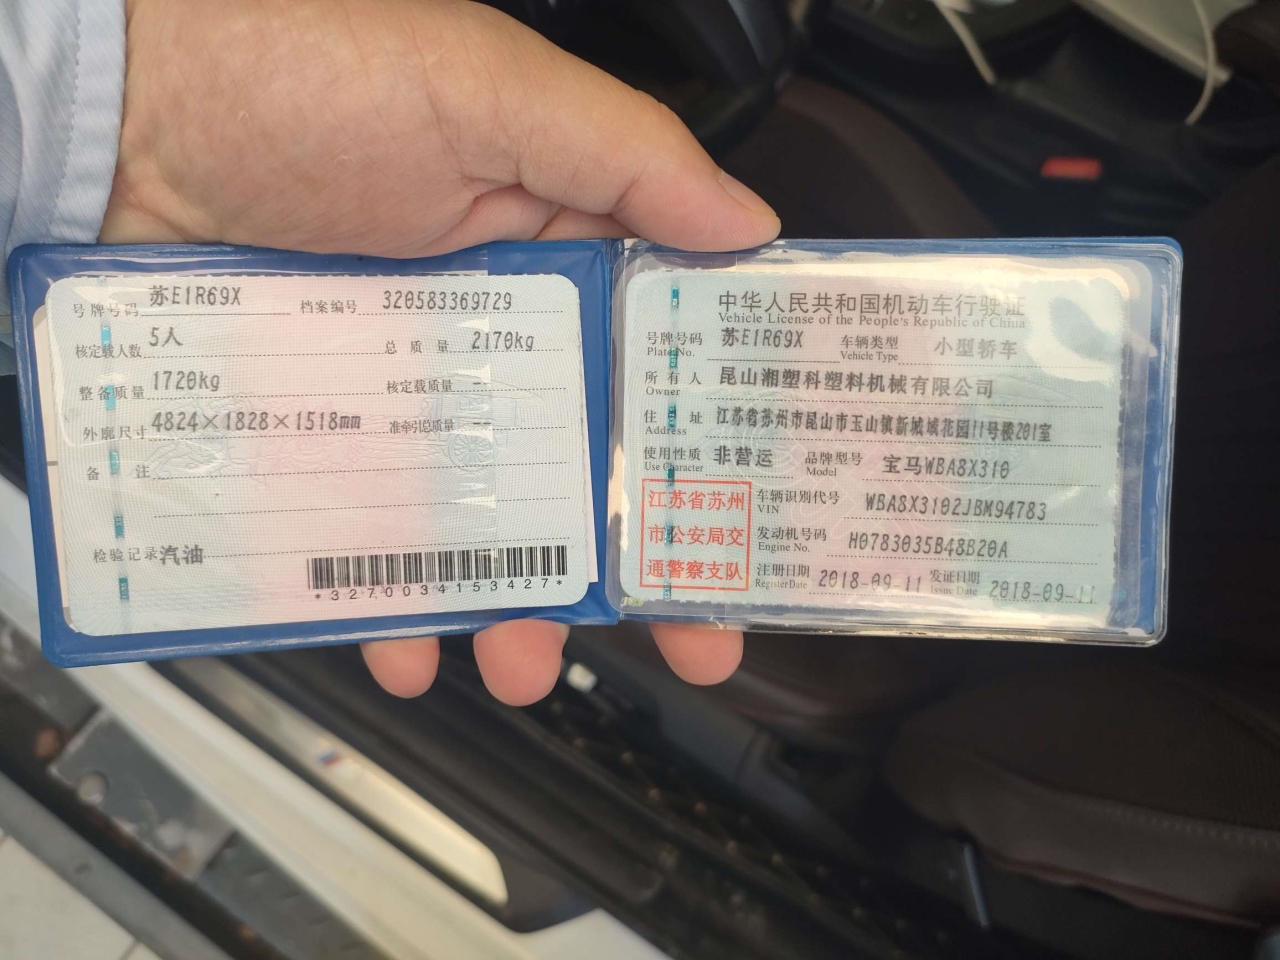 号牌号码 苏E1R69X 档案编号 320583369729
核定载人数 5人 总质量 2170kg
整备质量 1720kg 核定载质量 --
外廓尺寸 4824×1828×1518mm 准牵引总质量 --
备注
检验记录 汽油
*3270034153427*
中华人民共和国机动车行驶证
Vehicle License of the People's Republic of China
号牌号码 苏E1R69X 车辆类型 小型轿车
Plate No. Vehicle Type
所有人 昆山湘塑科塑料机械有限公司
Owner
住址 江苏省苏州市昆山市玉山镇新城域花园11号楼201室
Address
使用性质 非营运 品牌型号 宝马WBA8X310
Use Character Model
江苏省苏州
市公安局交
通警察支队
车辆识别代号 WBA8X3102JBM94783
VIN
发动机号码 H0783035B48B20A
Engine No.
注册日期 2018-09-11 发证日期 2018-09-11
Register Date Issue Date